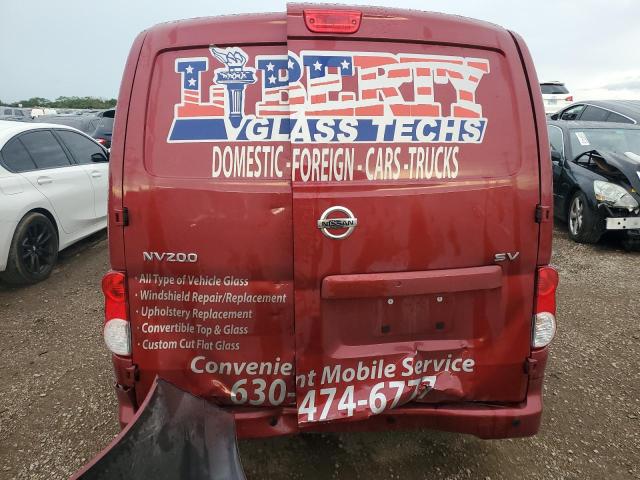 LIBERTY
GLASS TECHS
DOMESTIC - FOREIGN - CARS - TRUCKS
NISSAN
NV200
SV
· All Type of Vehicle Glass
· Windshield Repair/Replacement
· Upholstery Replacement
· Convertible Top & Glass
· Custom Cut Flat Glass
Convenient Mobile Service
630-474-6777